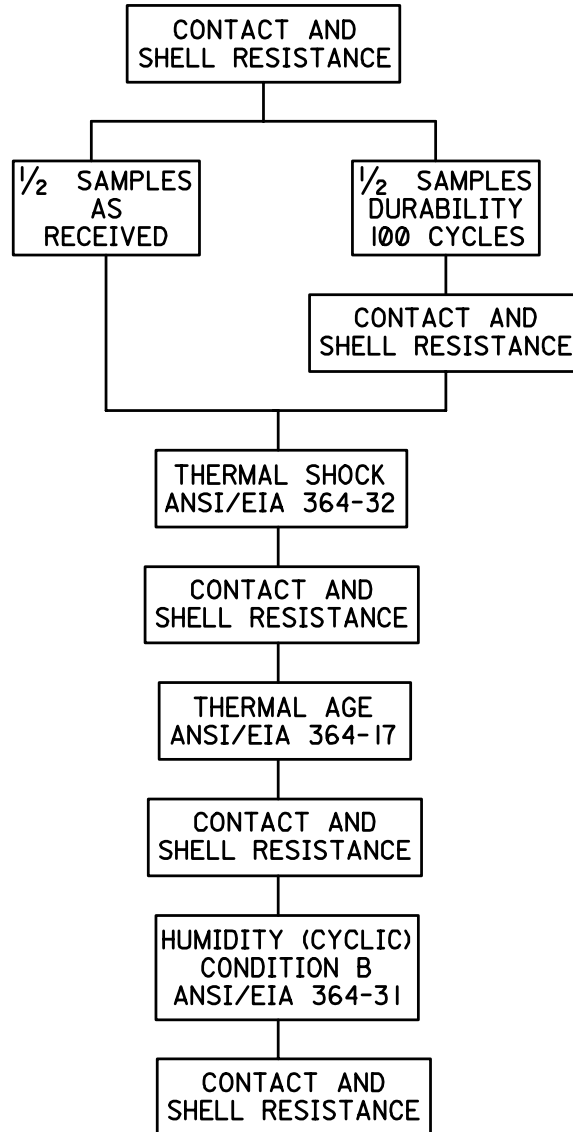 CONTACT AND
SHELL RESISTANCE
1/2 SAMPLES
AS
RECEIVED
1/2 SAMPLES
DURABILITY
100 CYCLES
CONTACT AND
SHELL RESISTANCE
THERMAL SHOCK
ANSI/EIA 364-32
CONTACT AND
SHELL RESISTANCE
THERMAL AGE
ANSI/EIA 364-17
CONTACT AND
SHELL RESISTANCE
HUMIDITY (CYCLIC)
CONDITION B
ANSI/EIA 364-31
CONTACT AND
SHELL RESISTANCE